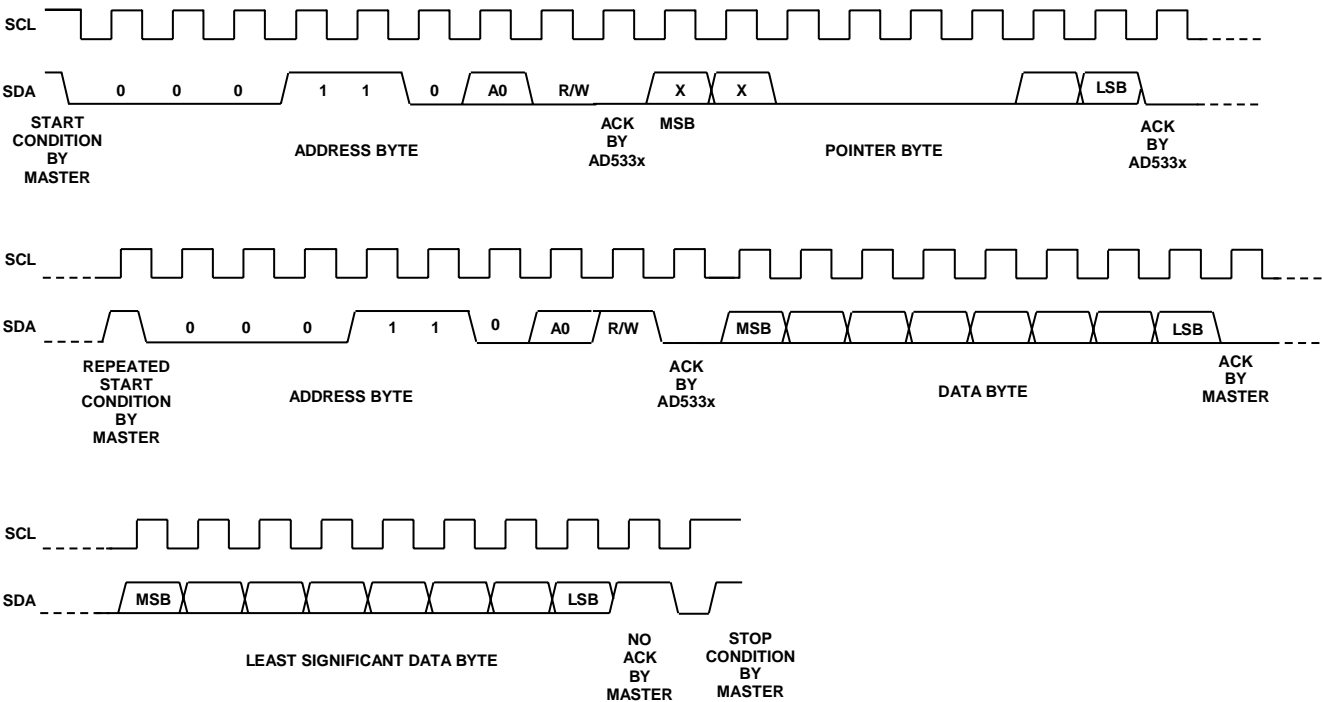 SCL
SDA 0 0 0 1 1 0 A0 R/W X X LSB
START CONDITION BY MASTER
ADDRESS BYTE
ACK BY AD533x
MSB
POINTER BYTE
ACK BY AD533x
SCL
SDA 0 0 0 1 1 0 A0 R/W MSB LSB
REPEATED START CONDITION BY MASTER
ADDRESS BYTE
ACK BY AD533x
DATA BYTE
ACK BY MASTER
SCL
SDA MSB LSB
LEAST SIGNIFICANT DATA BYTE
NO ACK BY MASTER
STOP CONDITION BY MASTER